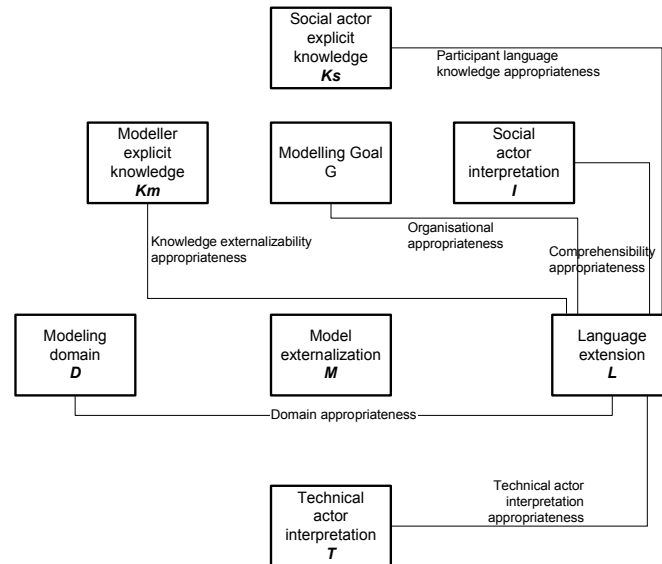 Social actor
explicit
knowledge
Ks
Participant language
knowledge appropriateness
Modeller
explicit
knowledge
Km
Modelling Goal
G
Social
actor
interpretation
I
Knowledge externalizability
appropriateness
Organisational
appropriateness
Comprehensibility
appropriateness
Modeling
domain
D
Model
externalization
M
Language
extension
L
Domain appropriateness
Technical
actor
interpretation
T
Technical actor
interpretation
appropriateness